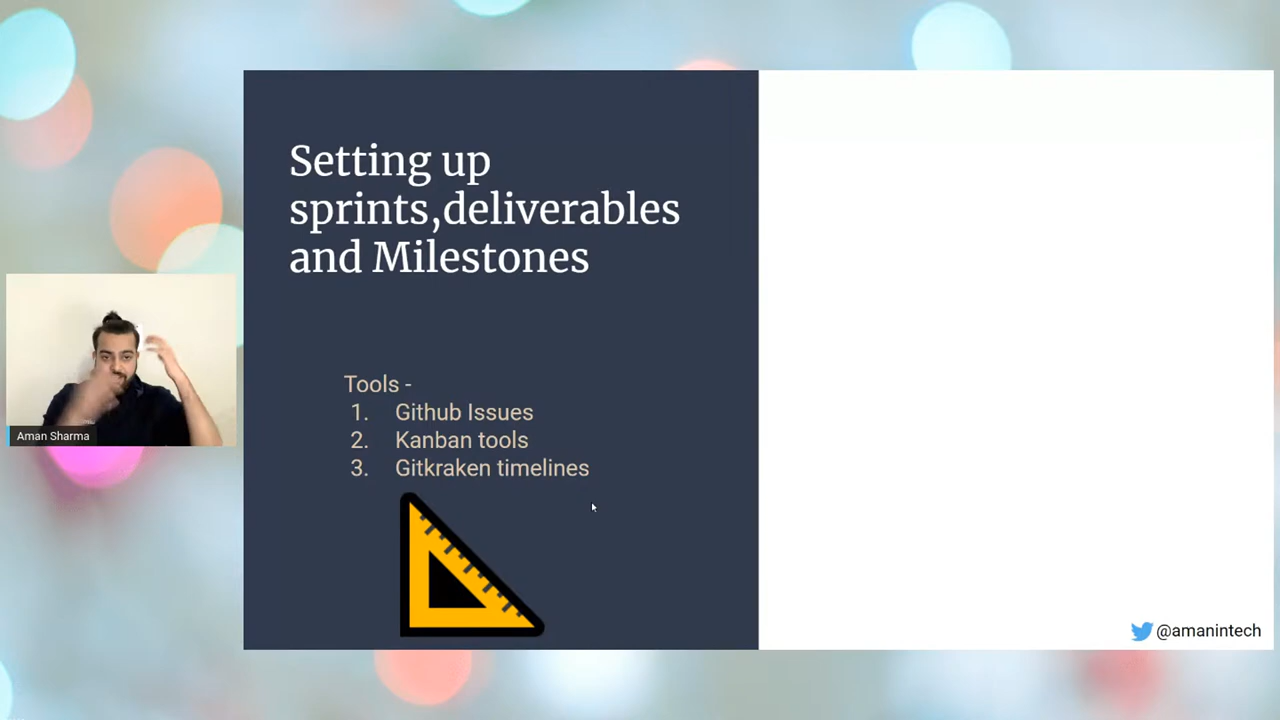 Setting up
sprints,deliverables
and Milestones
Tools -
1. Github Issues
2. Kanban tools
3. Gitkraken timelines
Aman Sharma
@amanintech